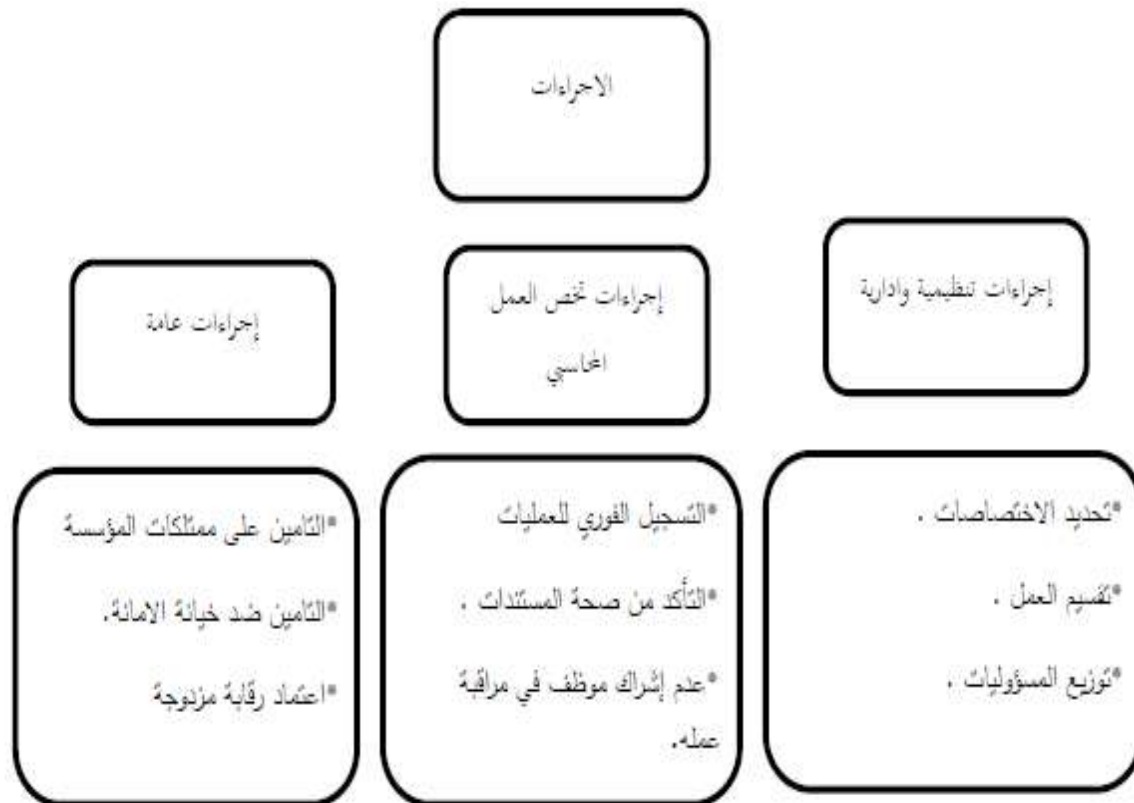 الاجراءات
إجراءات تنظيمية وادارية
إجراءات تخص العمل
المحاسبي
إجراءات عامة
*تحديد الاختصاصات .
*تقسيم العمل .
*توزيع المسؤوليات .
*التسجيل الفوري للعمليات
*التأكد من صحة المستندات .
*عدم إشراك موظف في مراقبة
عمله.
*التامين على ممتلكات المؤسسة
*التامين ضد خيانة الامانة.
*اعتماد رقابة مزدوجة